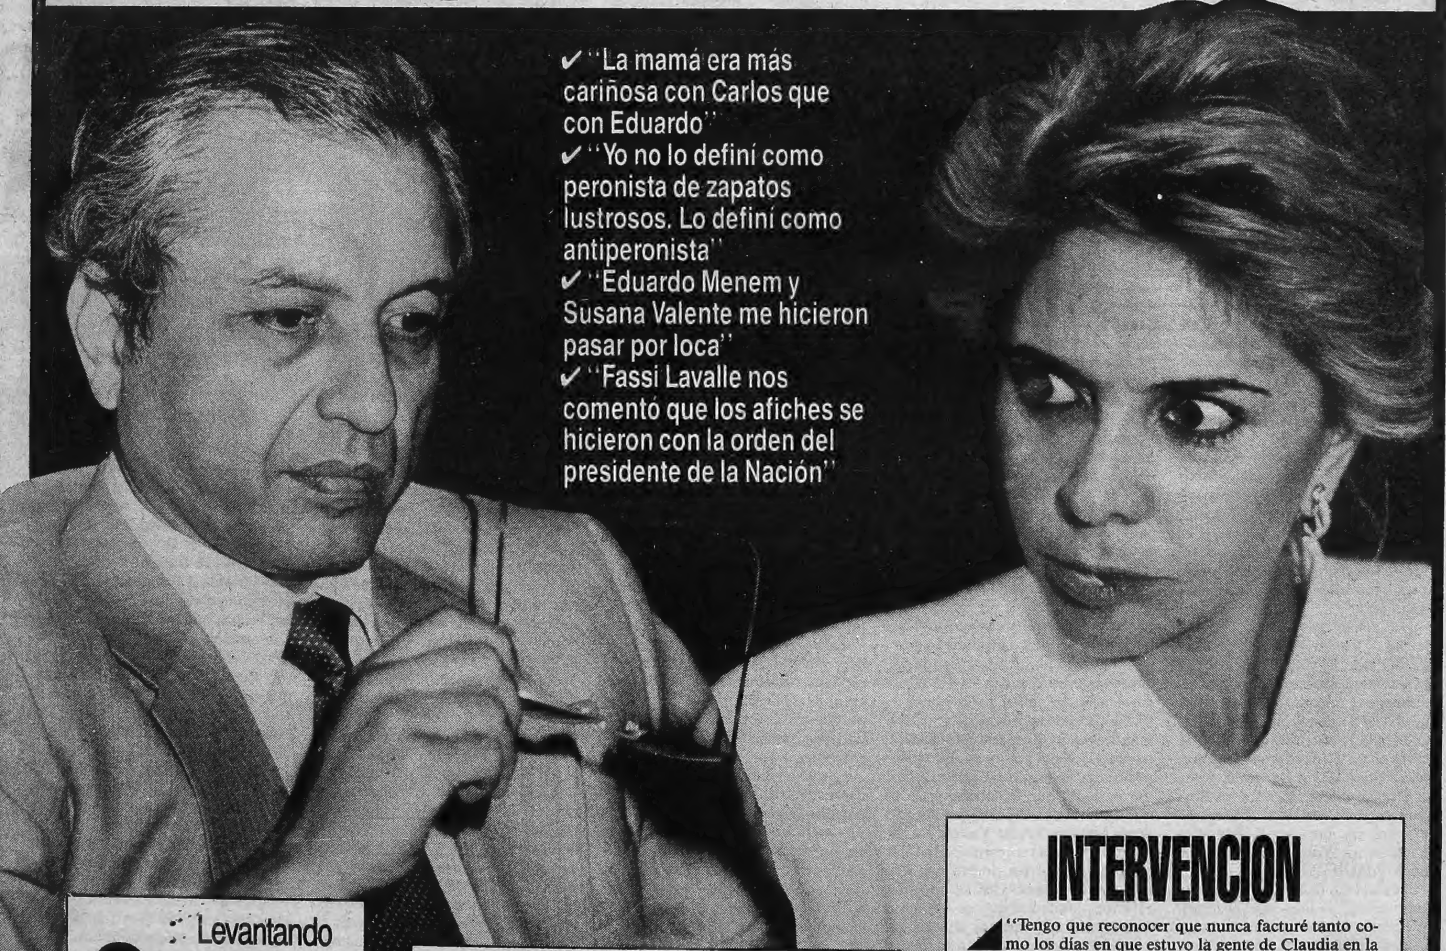 ✔ "La mamá era más
cariñosa con Carlos que
con Eduardo"
✔ "Yo no lo definí como
peronista de zapatos
lustrosos. Lo definí como
antiperonista"
✔ "Eduardo Menem y
Susana Valente me hicieron
pasar por loca"
✔ "Fassi Lavalle nos
comentó que los afiches se
hicieron con la orden del
presidente de la Nación"
Levantando
INTERVENCION
"Tengo que reconocer que nunca facturé tanto co-
mo los días en que estuvo la gente de Claudia en la